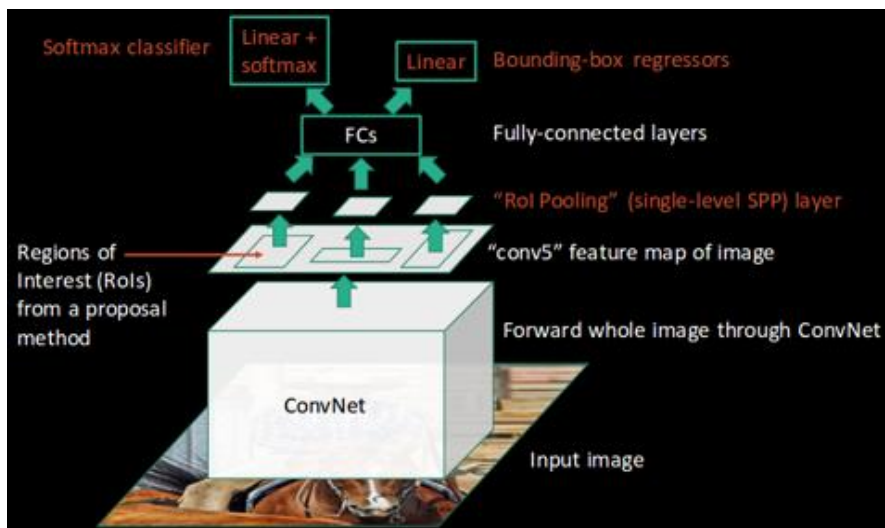 Softmax classifier
Linear +
softmax
Linear
Bounding-box regressors
FCs
Fully-connected layers
"RoI Pooling" (single-level SPP) layer
Regions of
Interest (RoIs)
from a proposal
method
"conv5" feature map of image
Forward whole image through ConvNet
ConvNet
Input image